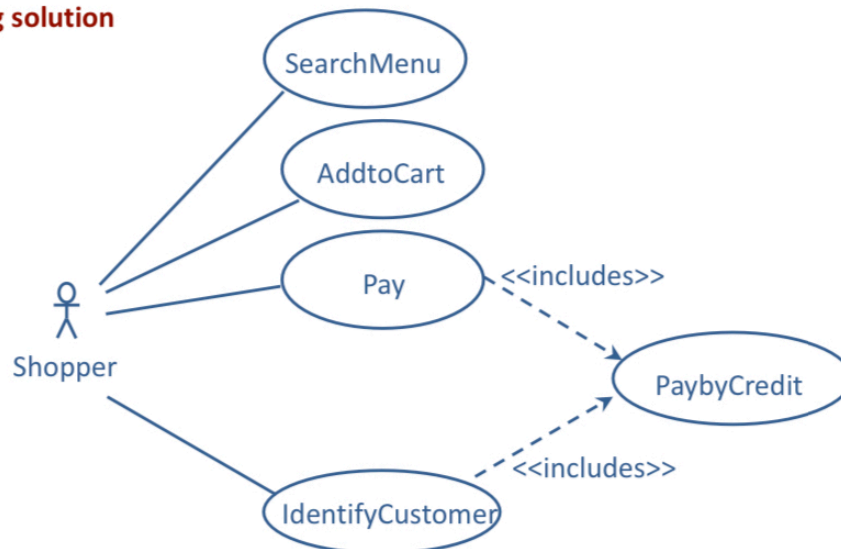 g solution
SearchMenu
AddtoCart
Pay
<<includes>>
Shopper
PaybyCredit
<<includes>>
IdentifyCustomer